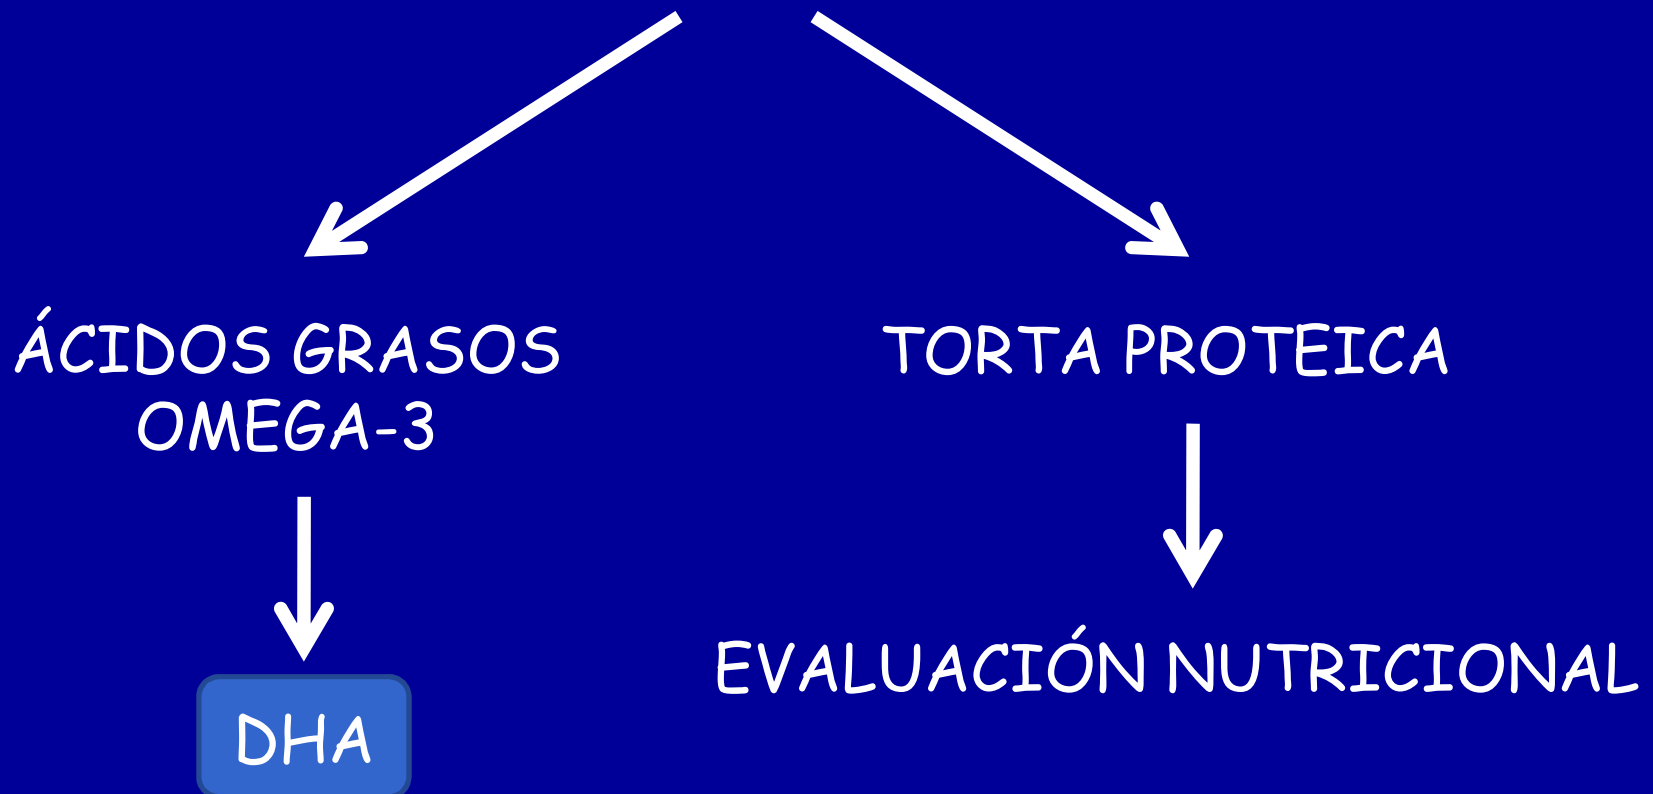 ÁCIDOS GRASOS
OMEGA-3
TORTA PROTEICA
EVALUACIÓN NUTRICIONAL
DHA